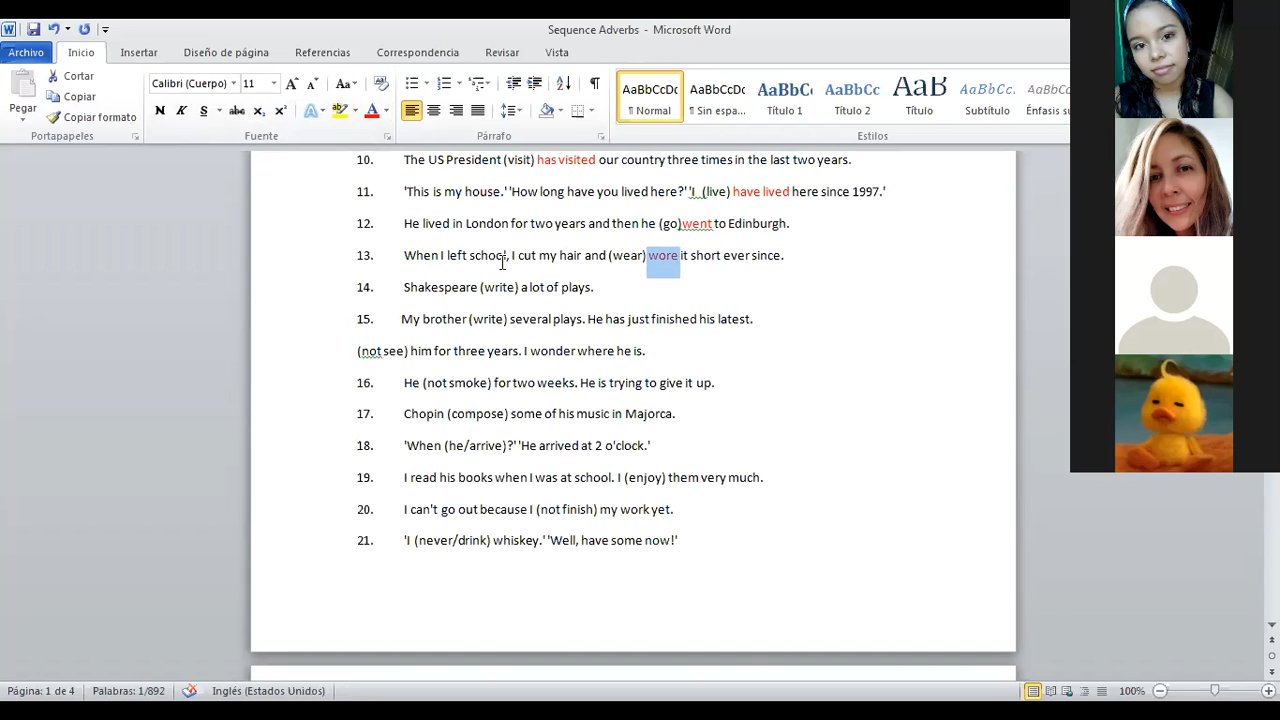 Sequence Adverbs - Microsoft Word
Archivo Inicio Insertar Diseño de página Referencias Correspondencia Revisar Vista
Pegar Cortar Copiar Copiar formato
Portapapeles
Calibri (Cuerpo) 11
N K S abc x₂ x²
Fuente
Párrafo
AaBbCcDc AaBbCcDc AaBbC AaBbCc AaB AaBbCc. AaBbCc
¶ Normal ¶ Sin espa... Título 1 Título 2 Título Subtítulo Énfasis su
Estilos
10. The US President (visit) has visited our country three times in the last two years.
11. 'This is my house.' 'How long have you lived here?' 'I (live) have lived here since 1997.'
12. He lived in London for two years and then he (go)went to Edinburgh.
13. When I left school, I cut my hair and (wear) wore it short ever since.
14. Shakespeare (write) a lot of plays.
15. My brother (write) several plays. He has just finished his latest.
(not see) him for three years. I wonder where he is.
16. He (not smoke) for two weeks. He is trying to give it up.
17. Chopin (compose) some of his music in Majorca.
18. 'When (he/arrive)?' 'He arrived at 2 o'clock.'
19. I read his books when I was at school. I (enjoy) them very much.
20. I can't go out because I (not finish) my work yet.
21. 'I (never/drink) whiskey.' 'Well, have some now!'
Página: 1 de 4 Palabras: 1/892 Inglés (Estados Unidos) 100%